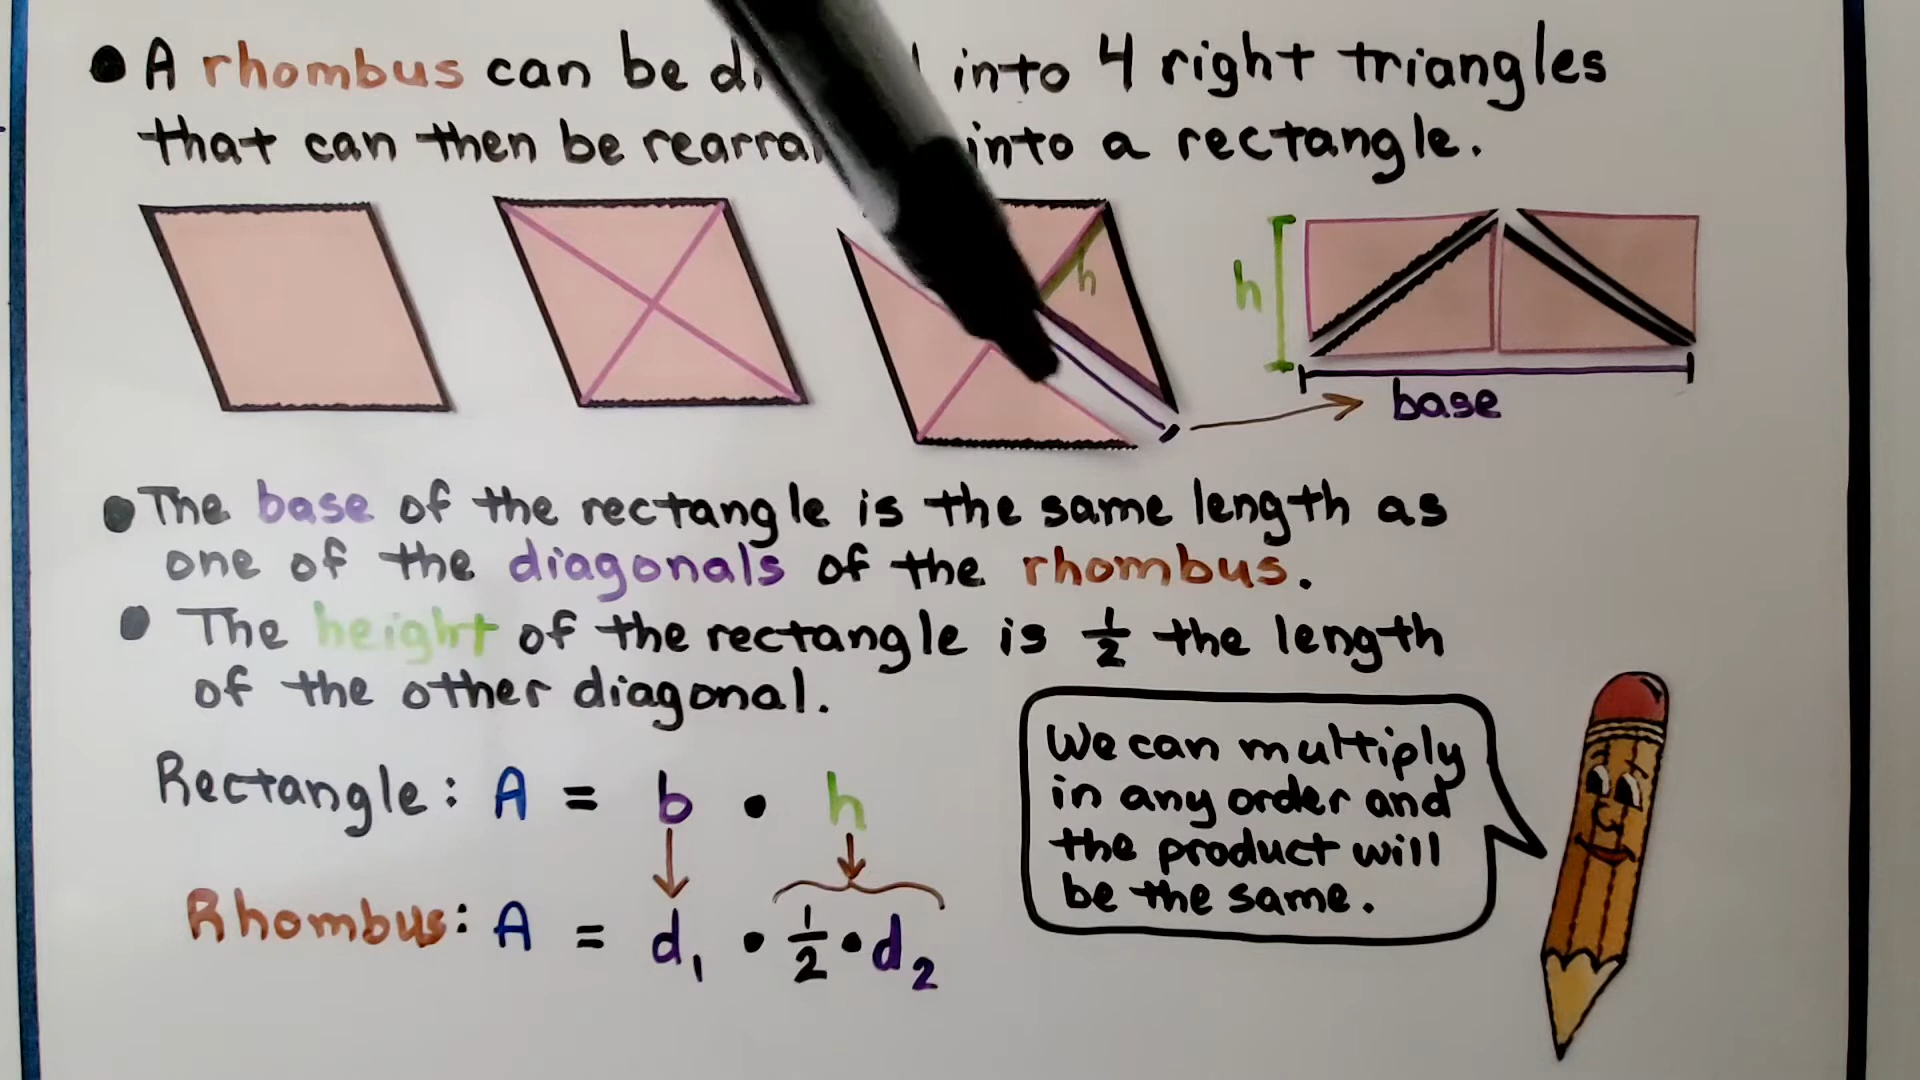 A rhombus can be into 4 right triangles
that can then be into a rectangle.
h
h
base
The base of the rectangle is the same length as
one of the diagonals of the rhombus.
The height of the rectangle is 1/2 the length
of the other diagonal.
Rectangle: A = b • h
Rhombus: A = d₁ • 1/2 • d₂
We can multiply
in any order and
the product will
be the same.